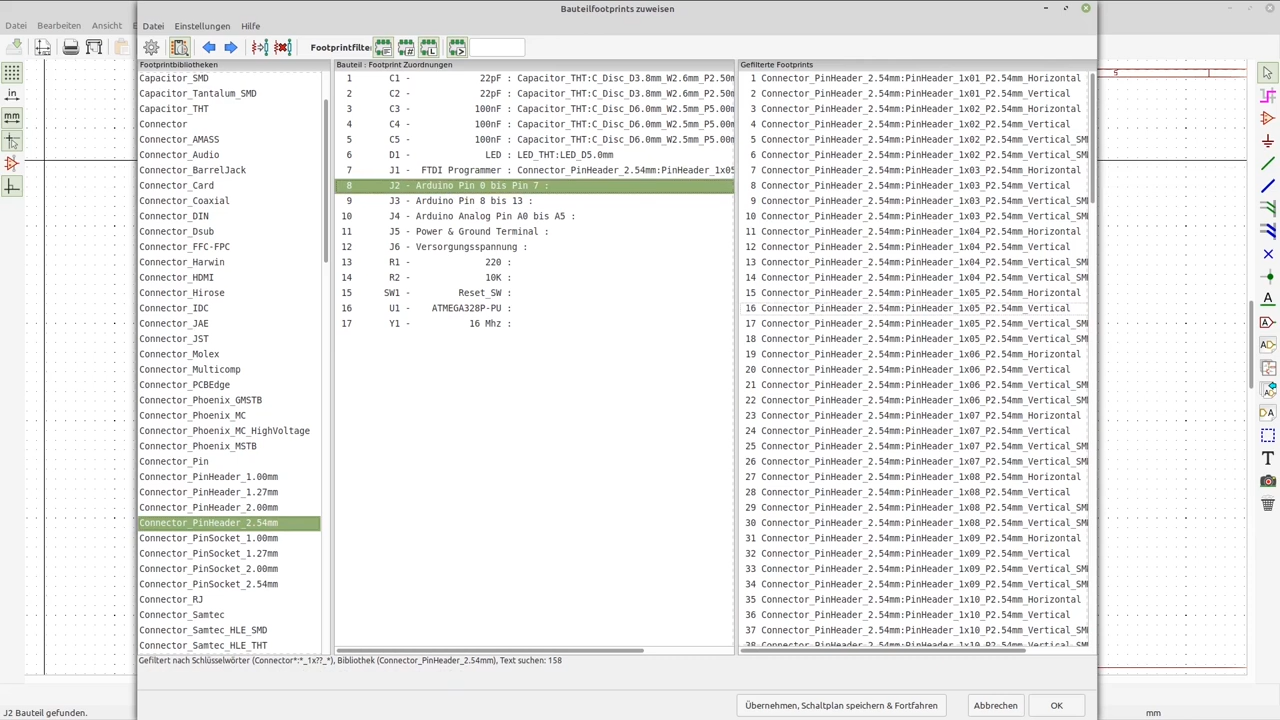 Bauteilfootprints zuweisen
Datei Bearbeiten Ansicht
Datei Einstellungen Hilfe
Footprintfilter
in
mm
Footprintbibliotheken
Capacitor_SMD
Capacitor_Tantalum_SMD
Capacitor_THT
Connector
Connector_AMASS
Connector_Audio
Connector_BarrelJack
Connector_Card
Connector_Coaxial
Connector_DIN
Connector_Dsub
Connector_FFC-FPC
Connector_Harwin
Connector_HDMI
Connector_Hirose
Connector_IDC
Connector_JAE
Connector_JST
Connector_Molex
Connector_Multicomp
Connector_PCBEdge
Connector_Phoenix_GMSTB
Connector_Phoenix_MC
Connector_Phoenix_MC_HighVoltage
Connector_Phoenix_MSTB
Connector_Pin
Connector_PinHeader_1.00mm
Connector_PinHeader_1.27mm
Connector_PinHeader_2.00mm
Connector_PinHeader_2.54mm
Connector_PinSocket_1.00mm
Connector_PinSocket_1.27mm
Connector_PinSocket_2.00mm
Connector_PinSocket_2.54mm
Connector_RJ
Connector_Samtec
Connector_Samtec_HLE_SMD
Connector_Samtec_HLE_THT
Bauteil : Footprint Zuordnungen
1 C1 - 22pF : Capacitor_THT:C_Disc_D3.8mm_W2.6mm_P2.50m
2 C2 - 22pF : Capacitor_THT:C_Disc_D3.8mm_W2.6mm_P2.50m
3 C3 - 100nF : Capacitor_THT:C_Disc_D6.0mm_W2.5mm_P5.00m
4 C4 - 100nF : Capacitor_THT:C_Disc_D6.0mm_W2.5mm_P5.00m
5 C5 - 100nF : Capacitor_THT:C_Disc_D6.0mm_W2.5mm_P5.00m
6 D1 - LED : LED_THT:LED_D5.0mm
7 J1 - FTDI Programmer : Connector_PinHeader_2.54mm:PinHeader_1x05
8 J2 - Arduino Pin 0 bis Pin 7 :
9 J3 - Arduino Pin 8 bis 13 :
10 J4 - Arduino Analog Pin A0 bis A5 :
11 J5 - Power & Ground Terminal :
12 J6 - Versorgungsspannung :
13 R1 - 220 :
14 R2 - 10K :
15 SW1 - Reset_SW :
16 U1 - ATMEGA328P-PU :
17 Y1 - 16 Mhz :
Gefilterte Footprints
1 Connector_PinHeader_2.54mm:PinHeader_1x01_P2.54mm_Horizontal
2 Connector_PinHeader_2.54mm:PinHeader_1x01_P2.54mm_Vertical
3 Connector_PinHeader_2.54mm:PinHeader_1x02_P2.54mm_Horizontal
4 Connector_PinHeader_2.54mm:PinHeader_1x02_P2.54mm_Vertical
5 Connector_PinHeader_2.54mm:PinHeader_1x02_P2.54mm_Vertical_SM
6 Connector_PinHeader_2.54mm:PinHeader_1x02_P2.54mm_Vertical_SM
7 Connector_PinHeader_2.54mm:PinHeader_1x03_P2.54mm_Horizontal
8 Connector_PinHeader_2.54mm:PinHeader_1x03_P2.54mm_Vertical
9 Connector_PinHeader_2.54mm:PinHeader_1x03_P2.54mm_Vertical_SM
10 Connector_PinHeader_2.54mm:PinHeader_1x03_P2.54mm_Vertical_SM
11 Connector_PinHeader_2.54mm:PinHeader_1x04_P2.54mm_Horizontal
12 Connector_PinHeader_2.54mm:PinHeader_1x04_P2.54mm_Vertical
13 Connector_PinHeader_2.54mm:PinHeader_1x04_P2.54mm_Vertical_SM
14 Connector_PinHeader_2.54mm:PinHeader_1x04_P2.54mm_Vertical_SM
15 Connector_PinHeader_2.54mm:PinHeader_1x05_P2.54mm_Horizontal
16 Connector_PinHeader_2.54mm:PinHeader_1x05_P2.54mm_Vertical
17 Connector_PinHeader_2.54mm:PinHeader_1x05_P2.54mm_Vertical_SM
18 Connector_PinHeader_2.54mm:PinHeader_1x05_P2.54mm_Vertical_SM
19 Connector_PinHeader_2.54mm:PinHeader_1x06_P2.54mm_Horizontal
20 Connector_PinHeader_2.54mm:PinHeader_1x06_P2.54mm_Vertical
21 Connector_PinHeader_2.54mm:PinHeader_1x06_P2.54mm_Vertical_SM
22 Connector_PinHeader_2.54mm:PinHeader_1x06_P2.54mm_Vertical_SM
23 Connector_PinHeader_2.54mm:PinHeader_1x07_P2.54mm_Horizontal
24 Connector_PinHeader_2.54mm:PinHeader_1x07_P2.54mm_Vertical
25 Connector_PinHeader_2.54mm:PinHeader_1x07_P2.54mm_Vertical_SM
26 Connector_PinHeader_2.54mm:PinHeader_1x07_P2.54mm_Vertical_SM
27 Connector_PinHeader_2.54mm:PinHeader_1x08_P2.54mm_Horizontal
28 Connector_PinHeader_2.54mm:PinHeader_1x08_P2.54mm_Vertical
29 Connector_PinHeader_2.54mm:PinHeader_1x08_P2.54mm_Vertical_SM
30 Connector_PinHeader_2.54mm:PinHeader_1x08_P2.54mm_Vertical_SM
31 Connector_PinHeader_2.54mm:PinHeader_1x09_P2.54mm_Horizontal
32 Connector_PinHeader_2.54mm:PinHeader_1x09_P2.54mm_Vertical
33 Connector_PinHeader_2.54mm:PinHeader_1x09_P2.54mm_Vertical_SM
34 Connector_PinHeader_2.54mm:PinHeader_1x09_P2.54mm_Vertical_SM
35 Connector_PinHeader_2.54mm:PinHeader_1x10_P2.54mm_Horizontal
36 Connector_PinHeader_2.54mm:PinHeader_1x10_P2.54mm_Vertical
37 Connector_PinHeader_2.54mm:PinHeader_1x10_P2.54mm_Vertical_SM
38 Connector_PinHeader_2.54mm:PinHeader_1x10_P2.54mm_Vertical_SM
Gefiltert nach Schlüsselwörter (Connector*:*_1x??_*), Bibliothek (Connector_PinHeader_2.54mm), Text suchen: 158
Übernehmen, Schaltplan speichern & Fortfahren
Abbrechen
OK
J2 Bauteil gefunden.
mm
5